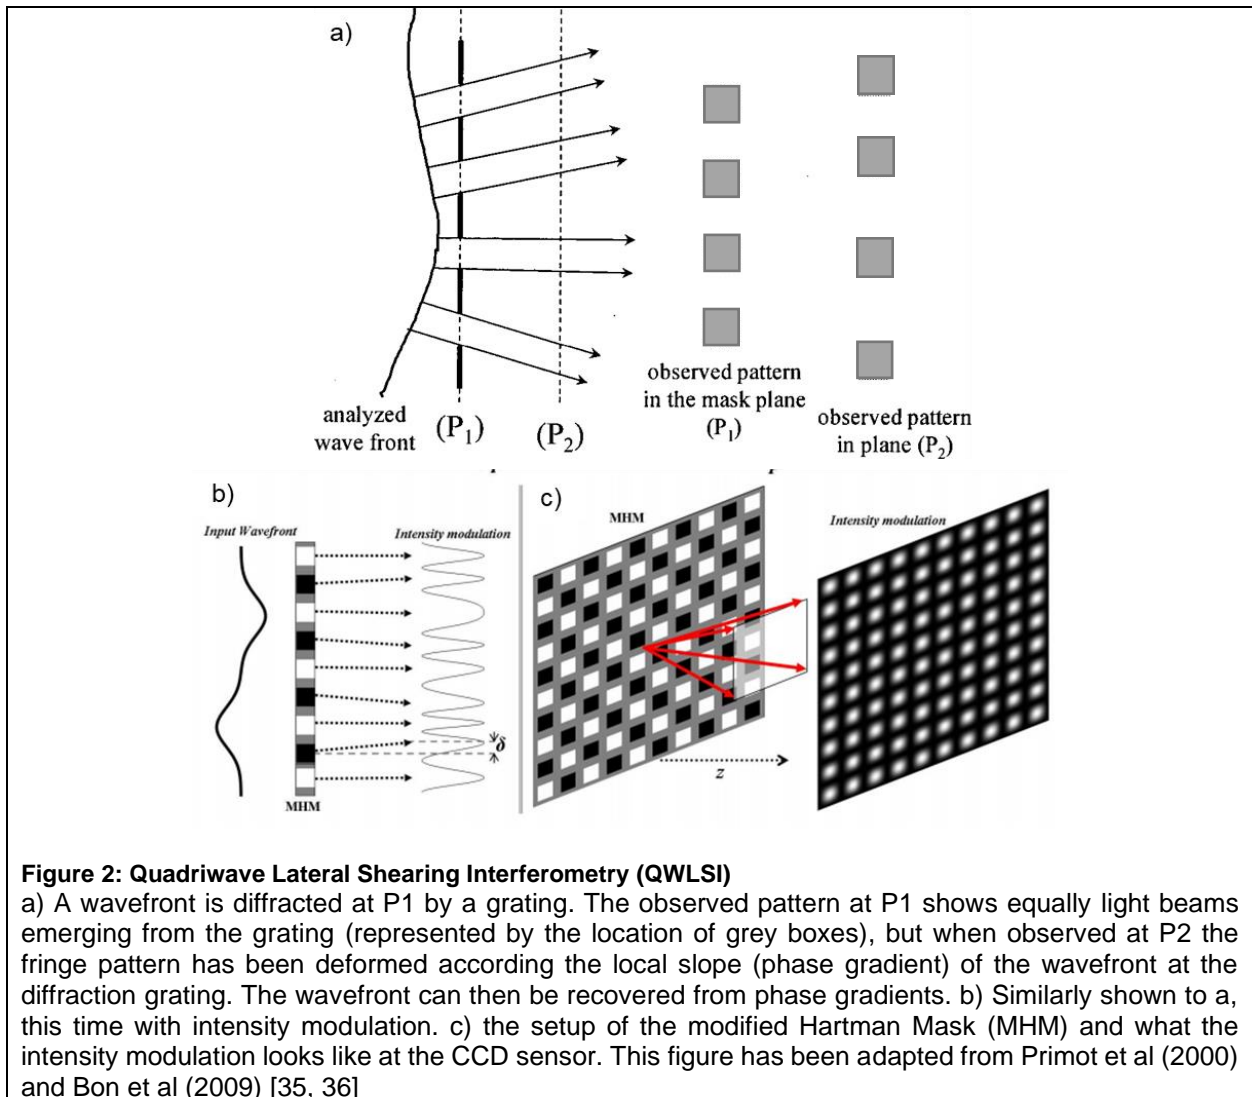 a)
analyzed
wave front
(P1)
(P2)
observed pattern
in the mask plane
(P1)
observed pattern
in plane (P2)
b)
Input Wavefront
Intensity modulation
δ
MHM
c)
MHM
z
Intensity modulation
Figure 2: Quadriwave Lateral Shearing Interferometry (QWLSI)
a) A wavefront is diffracted at P1 by a grating. The observed pattern at P1 shows equally light beams
emerging from the grating (represented by the location of grey boxes), but when observed at P2 the
fringe pattern has been deformed according the local slope (phase gradient) of the wavefront at the
diffraction grating. The wavefront can then be recovered from phase gradients. b) Similarly shown to a,
this time with intensity modulation. c) the setup of the modified Hartman Mask (MHM) and what the
intensity modulation looks like at the CCD sensor. This figure has been adapted from Primot et al (2000)
and Bon et al (2009) [35, 36]